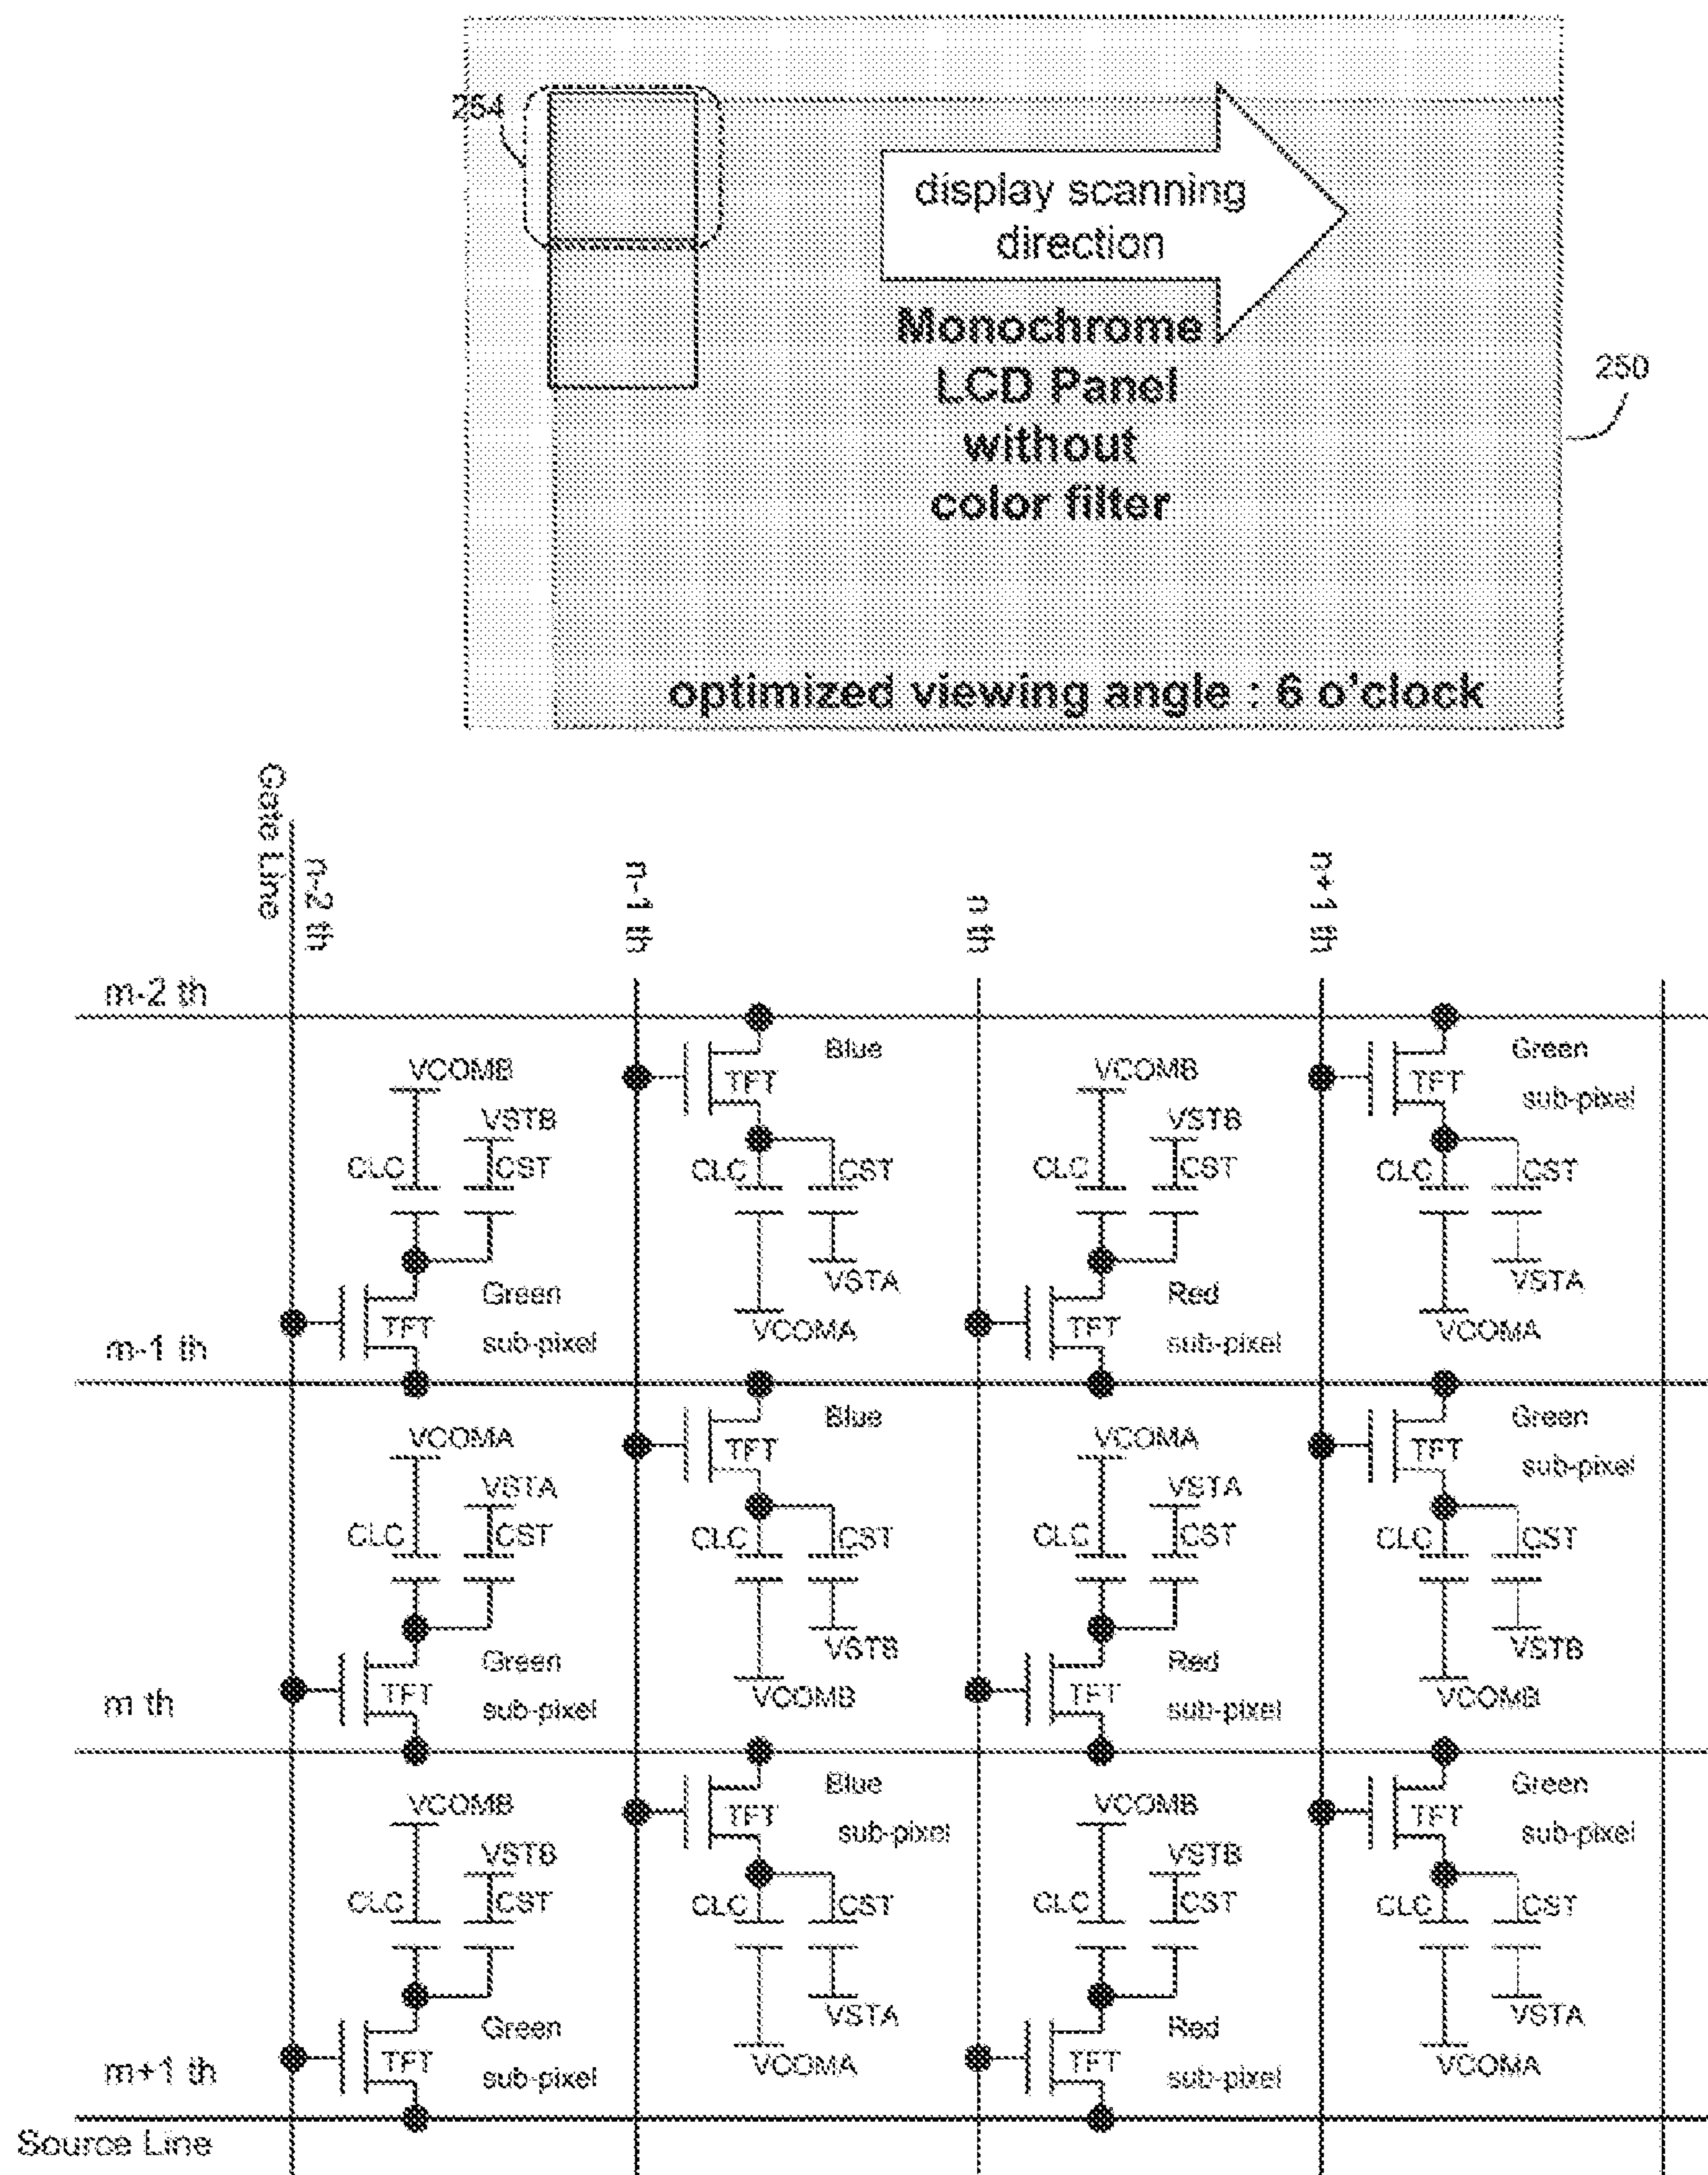 254
display scanning
direction
Monochrome
LCD Panel
without
color filter
250
optimized viewing angle : 6 o'clock
Gate Line
n-2 th
n-1 th
n th
n+1 th
m-2 th
VCOMB
VSTB
CLC
CST
TFT
Green
sub-pixel
Blue
TFT
CLC
CST
VSTA
VCOMA
VCOMB
VSTB
CLC
CST
TFT
Red
sub-pixel
Green
sub-pixel
TFT
CLC
CST
VSTA
VCOMA
m-1 th
VCOMA
VSTA
CLC
CST
TFT
Green
sub-pixel
Blue
TFT
CLC
CST
VSTB
VCOMB
VCOMA
VSTA
CLC
CST
TFT
Red
sub-pixel
Green
sub-pixel
TFT
CLC
CST
VSTB
VCOMB
m th
VCOMB
VSTB
CLC
CST
TFT
Green
sub-pixel
Blue
sub-pixel
TFT
CLC
CST
VSTA
VCOMA
VCOMB
VSTB
CLC
CST
TFT
Red
sub-pixel
Green
sub-pixel
TFT
CLC
CST
VSTA
VCOMA
m+1 th
Source Line